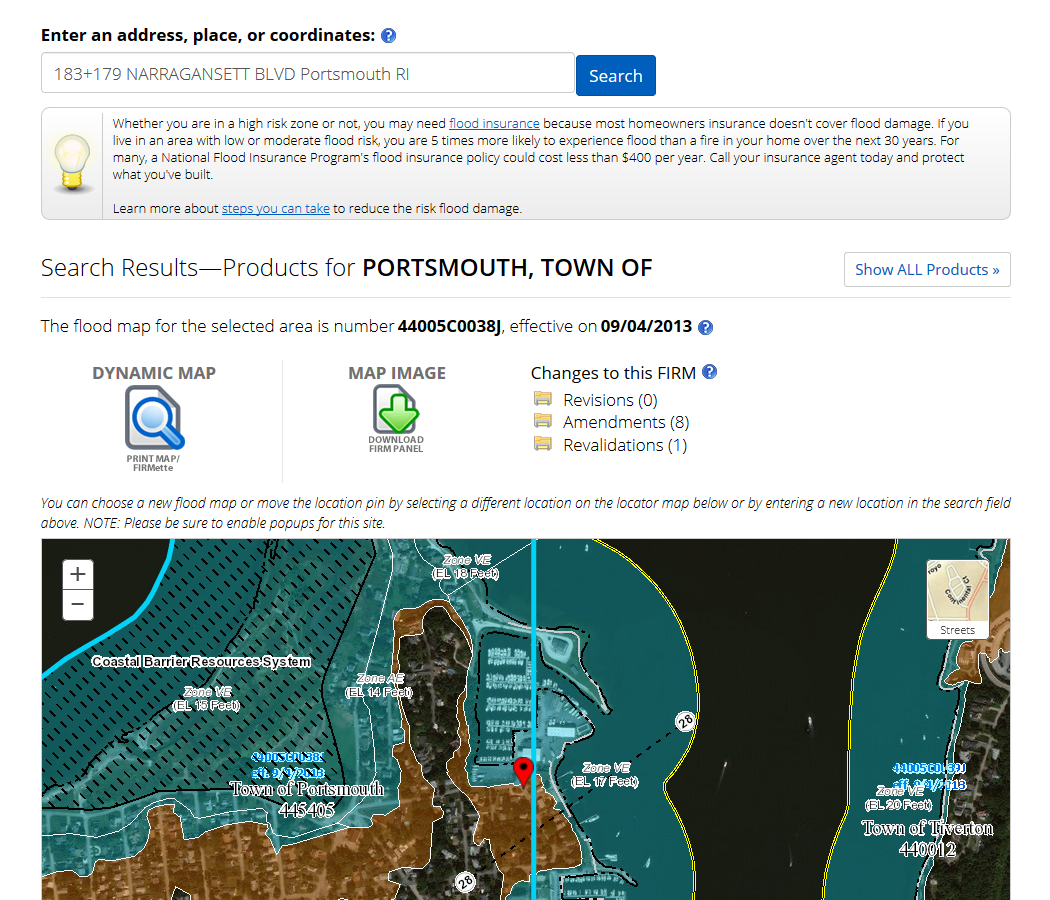 Enter an address, place, or coordinates: ?
183+179 NARRAGANSETT BLVD Portsmouth RI
Search
Whether you are in a high risk zone or not, you may need flood insurance because most homeowners insurance doesn't cover flood damage. If you
live in an area with low or moderate flood risk, you are 5 times more likely to experience flood than a fire in your home over the next 30 years. For
many, a National Flood Insurance Program's flood insurance policy could cost less than $400 per year. Call your insurance agent today and protect
what you've built.
Learn more about steps you can take to reduce the risk flood damage.
Search Results—Products for PORTSMOUTH, TOWN OF
Show ALL Products »
The flood map for the selected area is number 44005C0038J, effective on 09/04/2013 ?
DYNAMIC MAP
PRINT MAP/
FIRMette
MAP IMAGE
DOWNLOAD
FIRM PANEL
Changes to this FIRM ?
Revisions (0)
Amendments (8)
Revalidations (1)
You can choose a new flood map or move the location pin by selecting a different location on the locator map below or by entering a new location in the search field
above. NOTE: Please be sure to enable popups for this site.
+
−
Zone VE
(EL 18 Feet)
Continental
Streets
Coastal Barrier Resources System
Zone AE
(EL 14 Feet)
Zone VE
(EL 15 Feet)
28
eff. 9/4/2013
Town of Portsmouth
445405
Zone VE
(EL 17 Feet)
Zone VE
(EL 20 Feet)
Town of Tiverton
440012
28